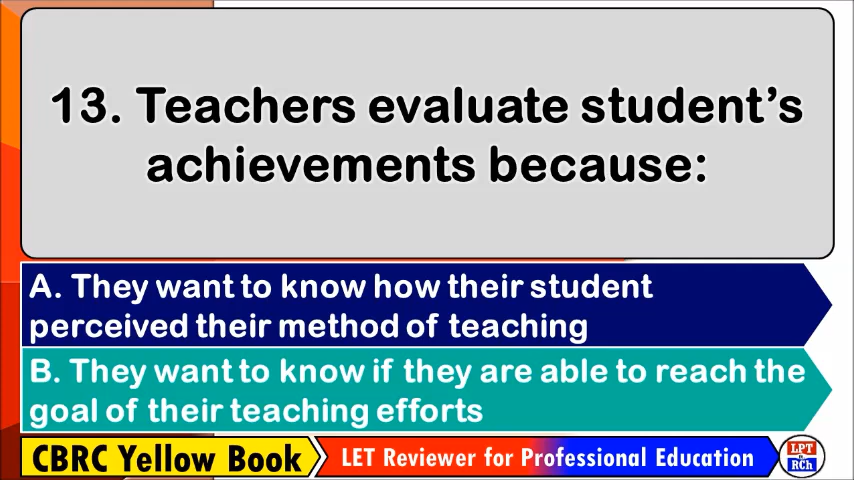 13. Teachers evaluate student's
achievements because:
A. They want to know how their student
perceived their method of teaching
B. They want to know if they are able to reach the
goal of their teaching efforts
CBRC Yellow Book
LET Reviewer for Professional Education
LPT
RCh